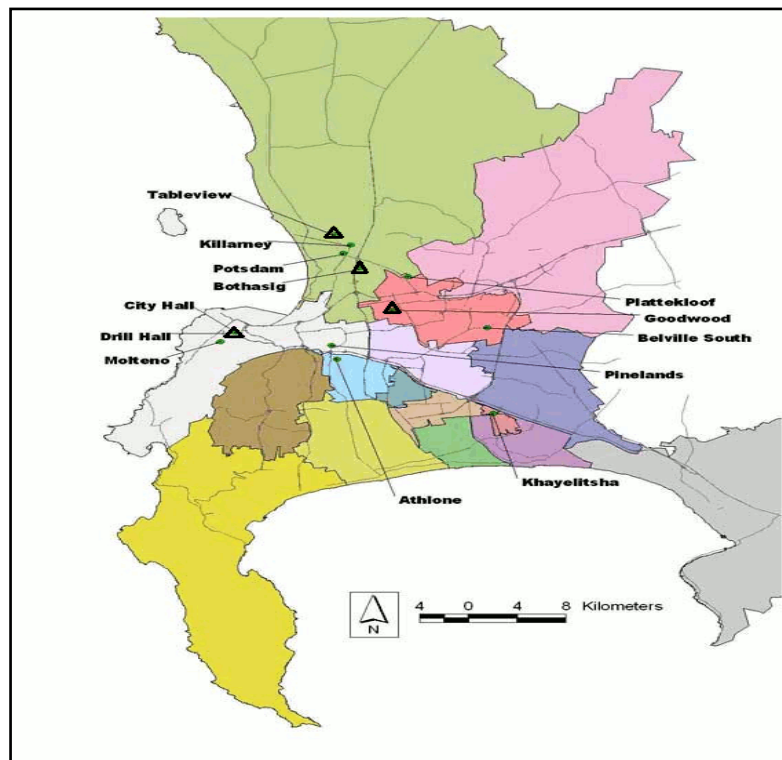 Tableview
Killarney
Potsdam
Bothasig
City Hall
Drill Hall
Molteno
Plattekloof
Goodwood
Belville South
Pinelands
Khayelitsha
Athlone
N
4 0 4 8 Kilometers